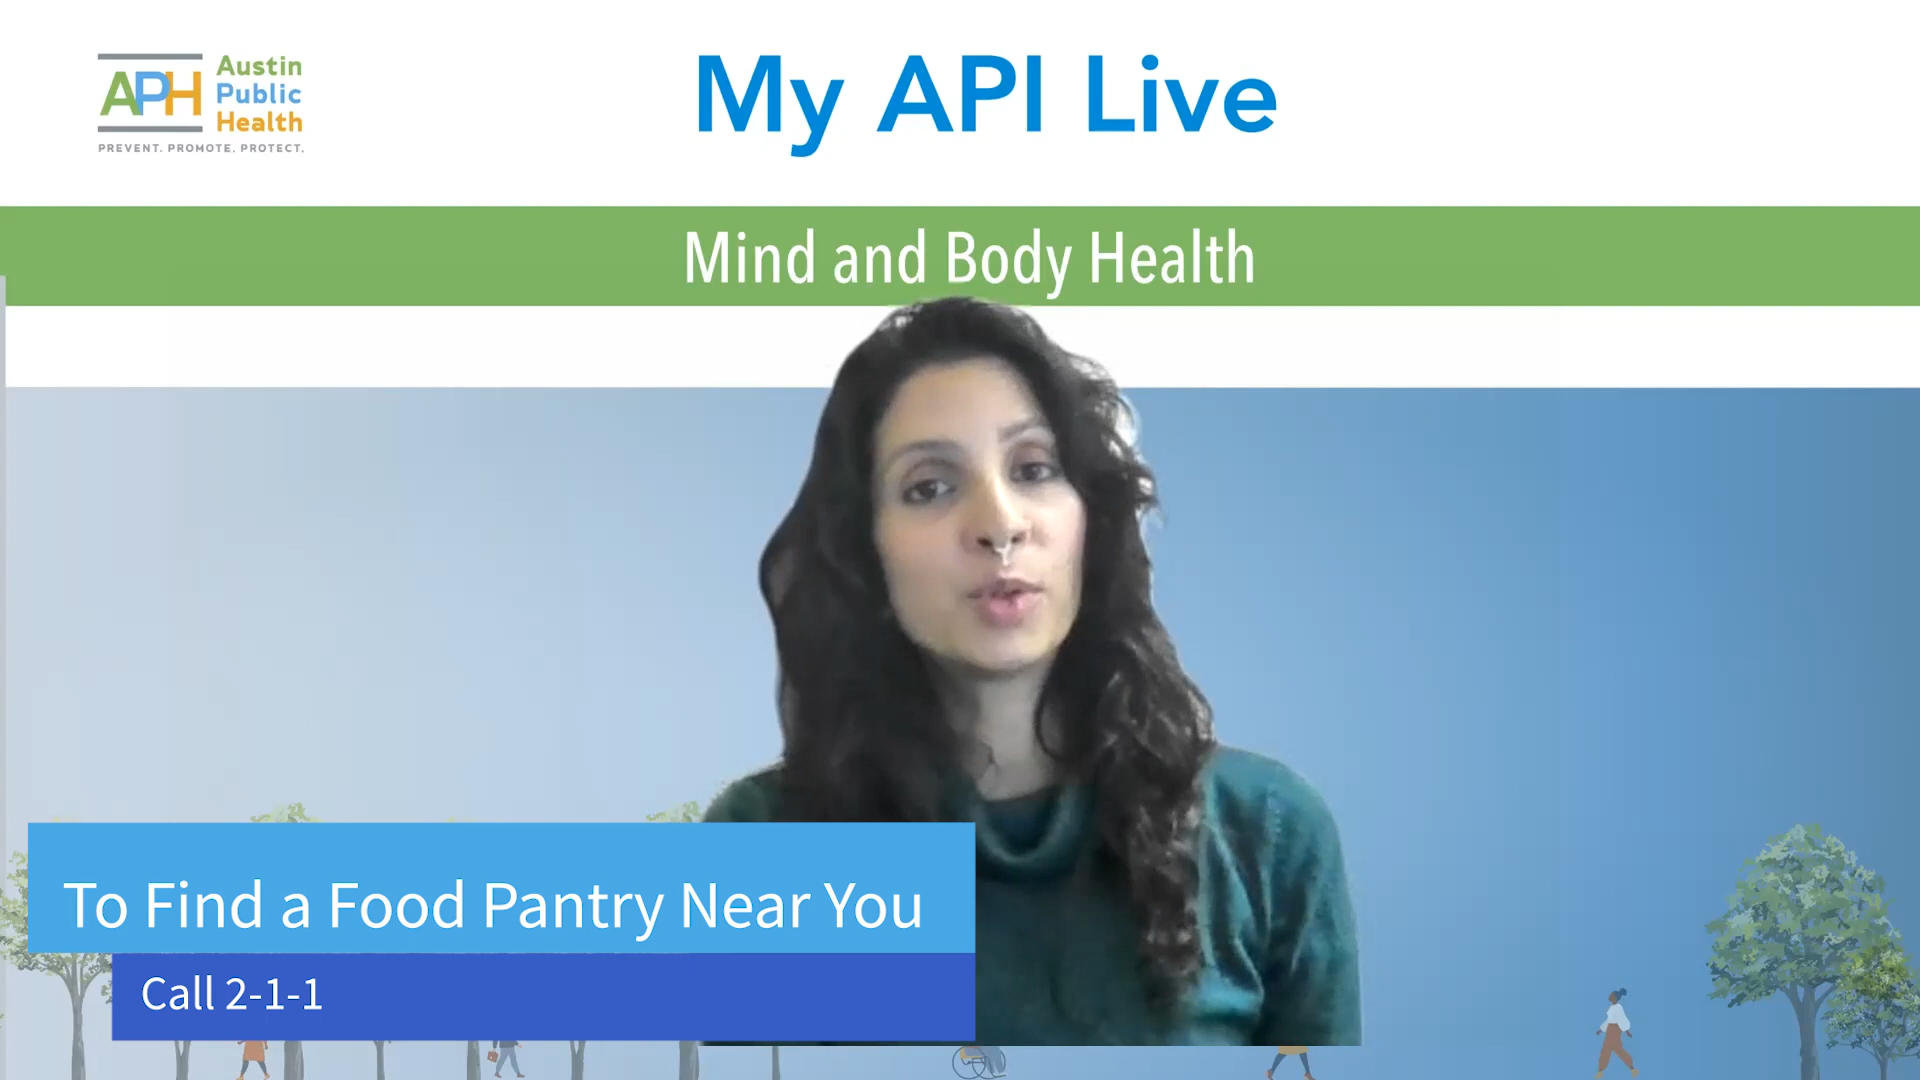 APH
Austin
Public
Health
PREVENT. PROMOTE. PROTECT.
My API Live
Mind and Body Health
To Find a Food Pantry Near You
Call 2-1-1